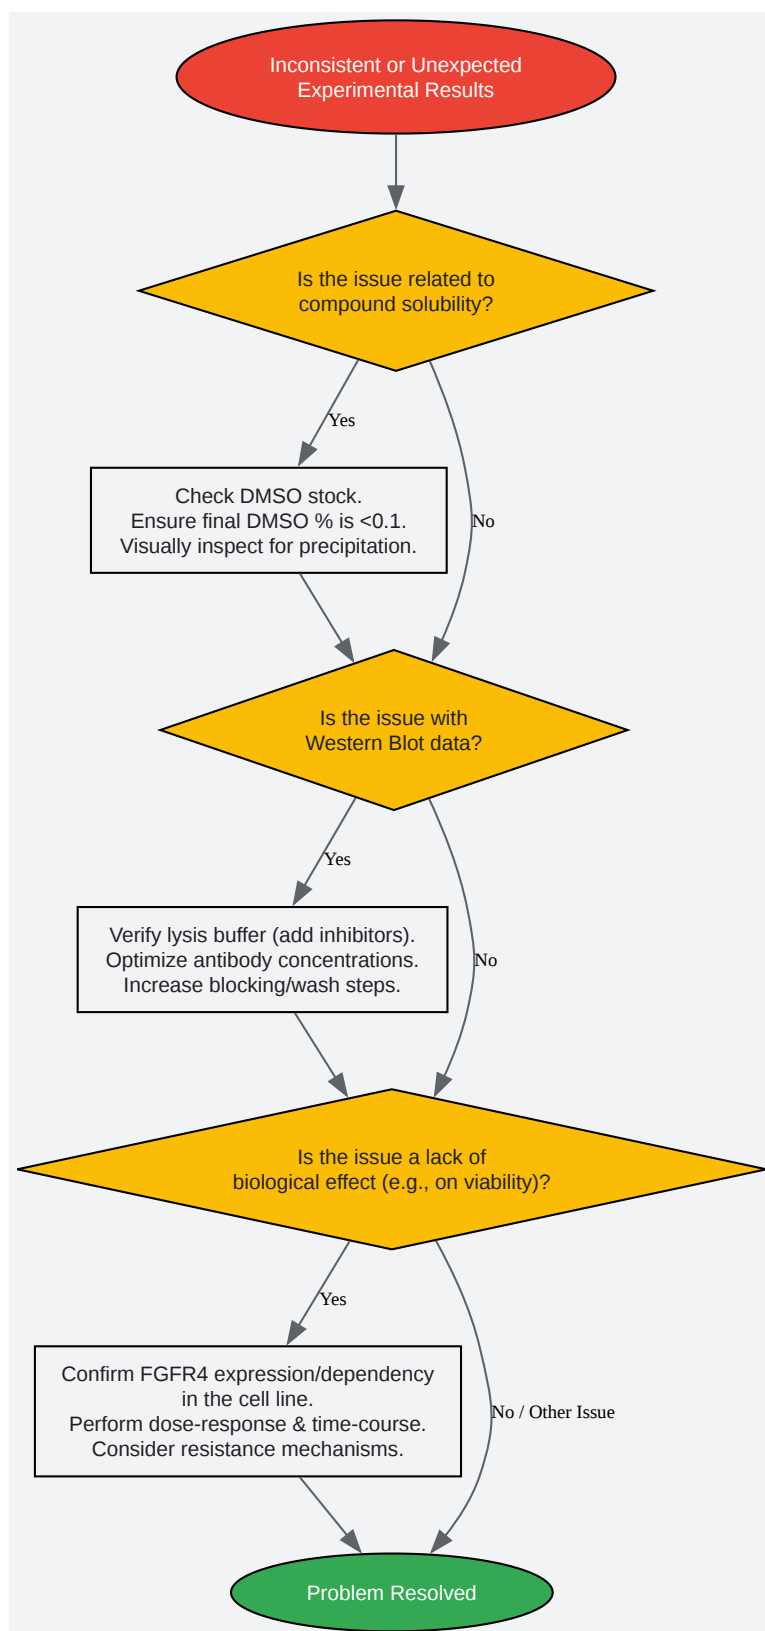 Inconsistent or Unexpected
Experimental Results
Is the issue related to
compound solubility?
Yes
Check DMSO stock.
Ensure final DMSO % is <0.1.
Visually inspect for precipitation.
No
Is the issue with
Western Blot data?
Yes
Verify lysis buffer (add inhibitors).
Optimize antibody concentrations.
Increase blocking/wash steps.
No
Is the issue a lack of
biological effect (e.g., on viability)?
Yes
Confirm FGFR4 expression/dependency
in the cell line.
Perform dose-response & time-course.
Consider resistance mechanisms.
No / Other Issue
Problem Resolved